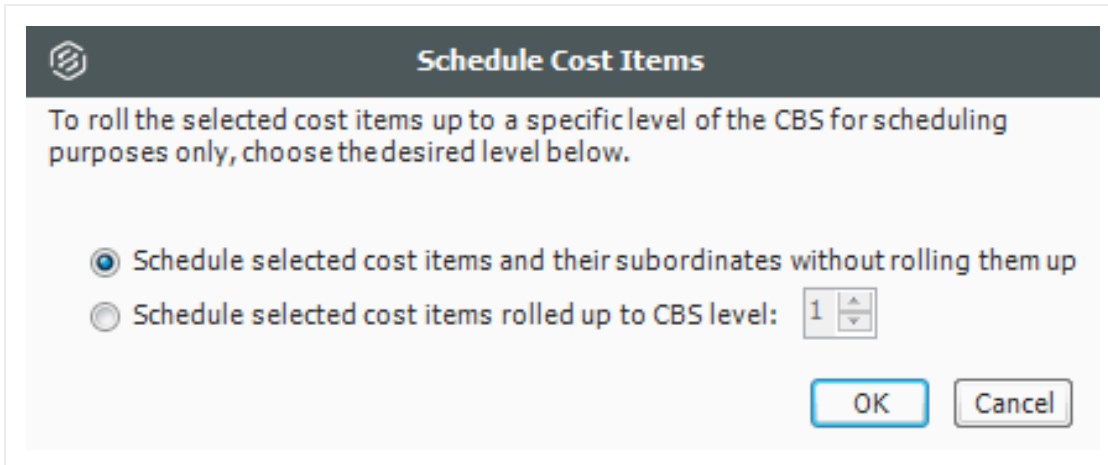 Schedule Cost Items
To roll the selected cost items up to a specific level of the CBS for scheduling
purposes only, choose the desired level below.
Schedule selected cost items and their subordinates without rolling them up
Schedule selected cost items rolled up to CBS level: 1
OK Cancel